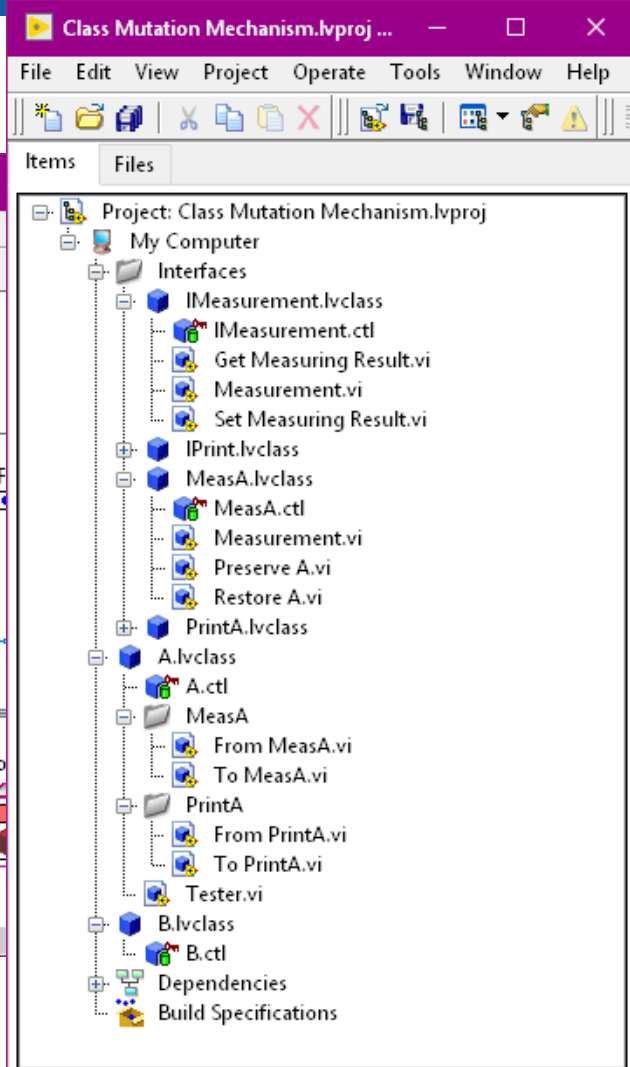 Class Mutation Mechanism.lvproj ...
File Edit View Project Operate Tools Window Help
Items Files
Project: Class Mutation Mechanism.lvproj
My Computer
Interfaces
IMeasurement.lvclass
IMeasurement.ctl
Get Measuring Result.vi
Measurement.vi
Set Measuring Result.vi
IPrint.lvclass
MeasA.lvclass
MeasA.ctl
Measurement.vi
Preserve A.vi
Restore A.vi
PrintA.lvclass
A.lvclass
A.ctl
MeasA
From MeasA.vi
To MeasA.vi
PrintA
From PrintA.vi
To PrintA.vi
Tester.vi
B.lvclass
B.ctl
Dependencies
Build Specifications